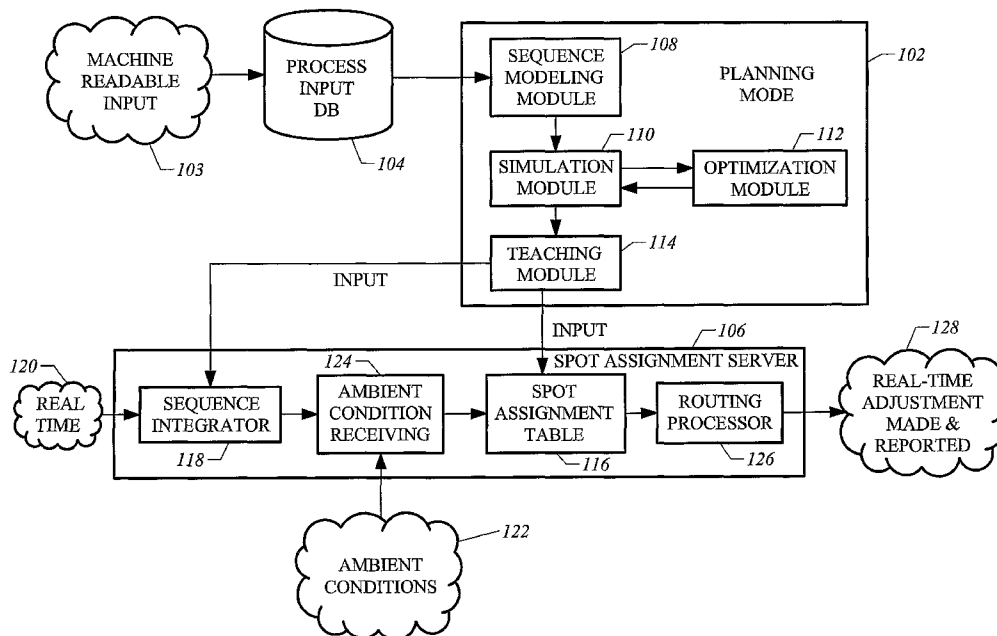 MACHINE
READABLE
INPUT
103
PROCESS
INPUT
DB
104
SEQUENCE
MODELING
MODULE
108
PLANNING
MODE
102
SIMULATION
MODULE
110
OPTIMIZATION
MODULE
112
TEACHING
MODULE
114
INPUT
INPUT
106
SPOT ASSIGNMENT SERVER
120
REAL
TIME
SEQUENCE
INTEGRATOR
118
124
AMBIENT
CONDITION
RECEIVING
SPOT
ASSIGNMENT
TABLE
116
ROUTING
PROCESSOR
126
128
REAL-TIME
ADJUSTMENT
MADE &
REPORTED
AMBIENT
CONDITIONS
122